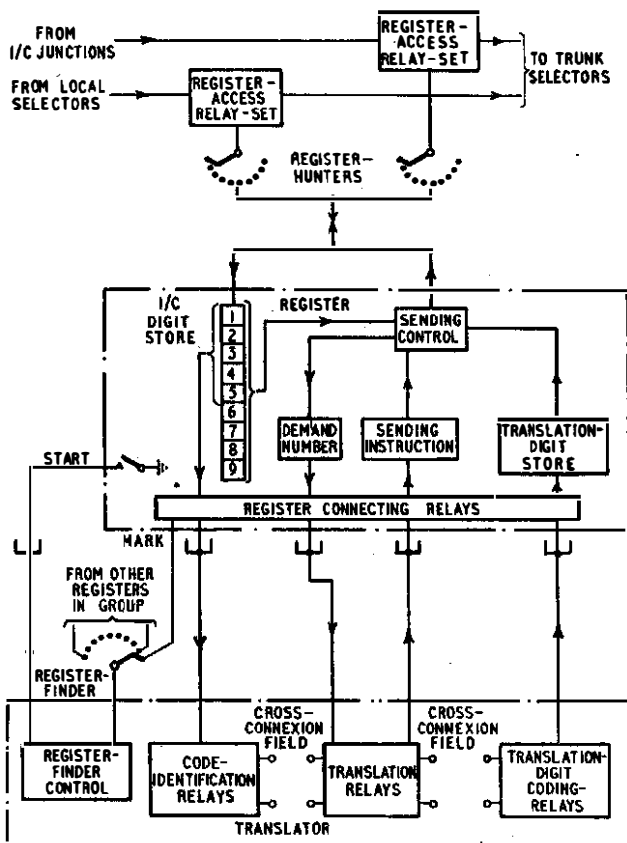 FROM
I/C JUNCTIONS
REGISTER-
ACCESS
RELAY-SET
TO TRUNK
SELECTORS
FROM LOCAL
SELECTORS
REGISTER-
ACCESS
RELAY-SET
REGISTER-
HUNTERS
I/C
DIGIT
STORE
1
2
3
4
5
6
7
8
9
REGISTER
SENDING
CONTROL
DEMAND
NUMBER
SENDING
INSTRUCTION
TRANSLATION-
DIGIT
STORE
START
REGISTER CONNECTING RELAYS
MARK
FROM OTHER
REGISTERS
IN GROUP
REGISTER-
FINDER
REGISTER-
FINDER
CONTROL
CODE-
IDENTIFICATION
RELAYS
CROSS-
CONNEXION
FIELD
TRANSLATION
RELAYS
CROSS-
CONNEXION
FIELD
TRANSLATION-
DIGIT
CODING-
RELAYS
TRANSLATOR